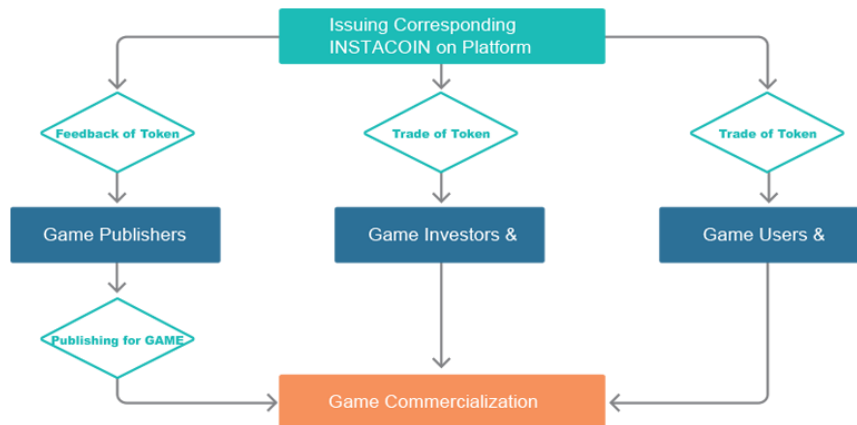 Issuing Corresponding
INSTACOIN on Platform
Feedback of Token
Trade of Token
Trade of Token
Game Publishers
Game Investors &
Game Users &
Publishing for GAME
Game Commercialization